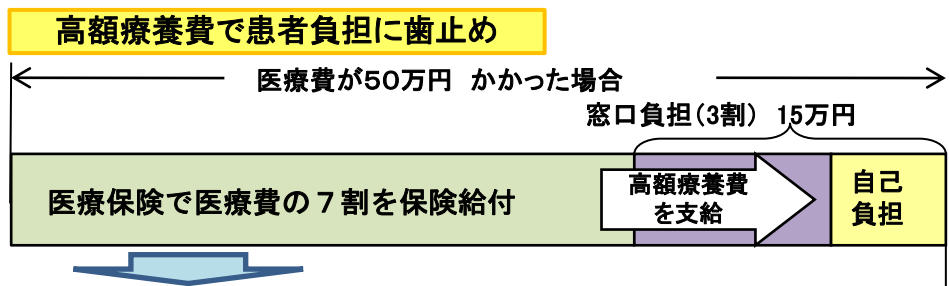 高額療養費で患者負担に歯止め
医療費が５０万円　かかった場合
窓口負担（3割）　15万円
医療保険で医療費の７割を保険給付
高額療養費
を支給
自己
負担